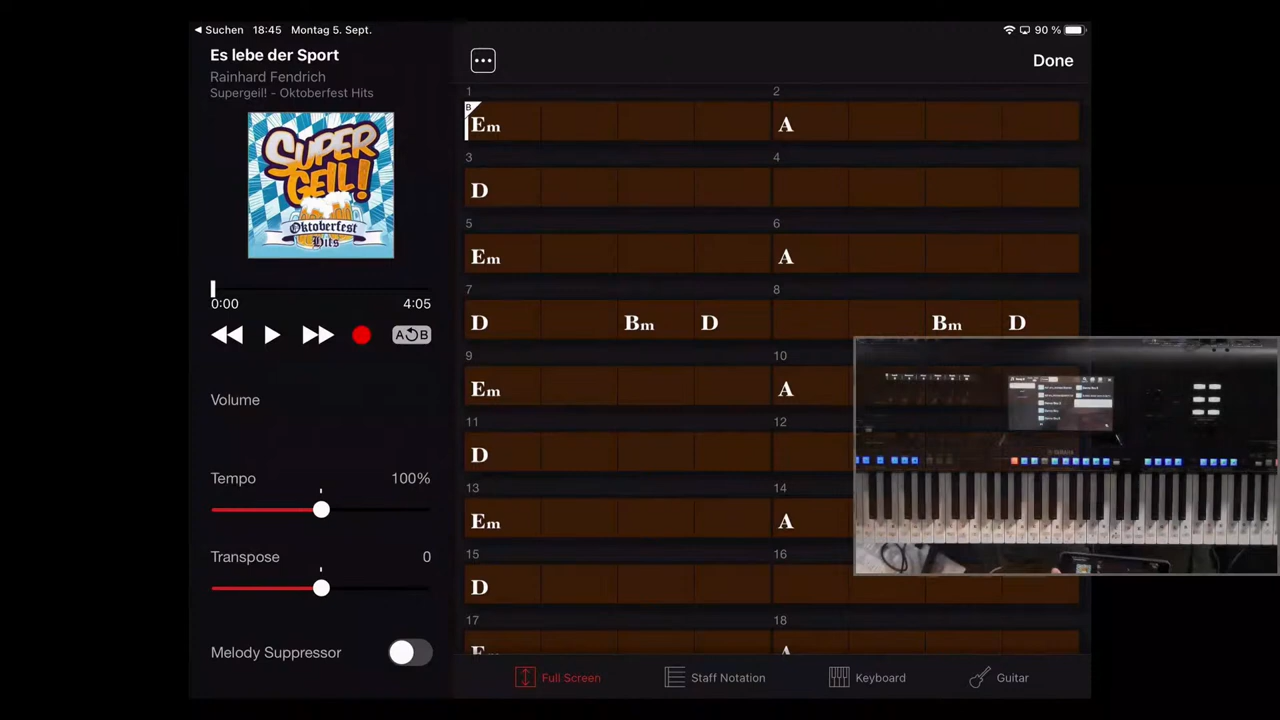 Suchen 18:45 Montag 5. Sept. 90 %
Es lebe der Sport
Rainhard Fendrich
Supergeil! - Oktoberfest Hits
SUPER
GEIL!
Oktoberfest
Hits
0:00 4:05
A B
Volume
Tempo 100%
Transpose 0
Melody Suppressor
Done
1 2
B
Em A
3 4
D
5 6
Em A
7 8
D Bm D Bm D
9 10
Em A
11 12
D
13 14
Em A
15 16
D
17 18
Em A
Full Screen Staff Notation Keyboard Guitar
YAMAHA